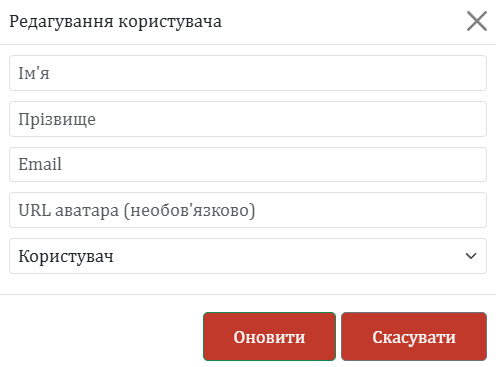 Редагування користувача
Ім'я
Прізвище
Email
URL аватара (необов'язково)
Користувач
Оновити
Скасувати